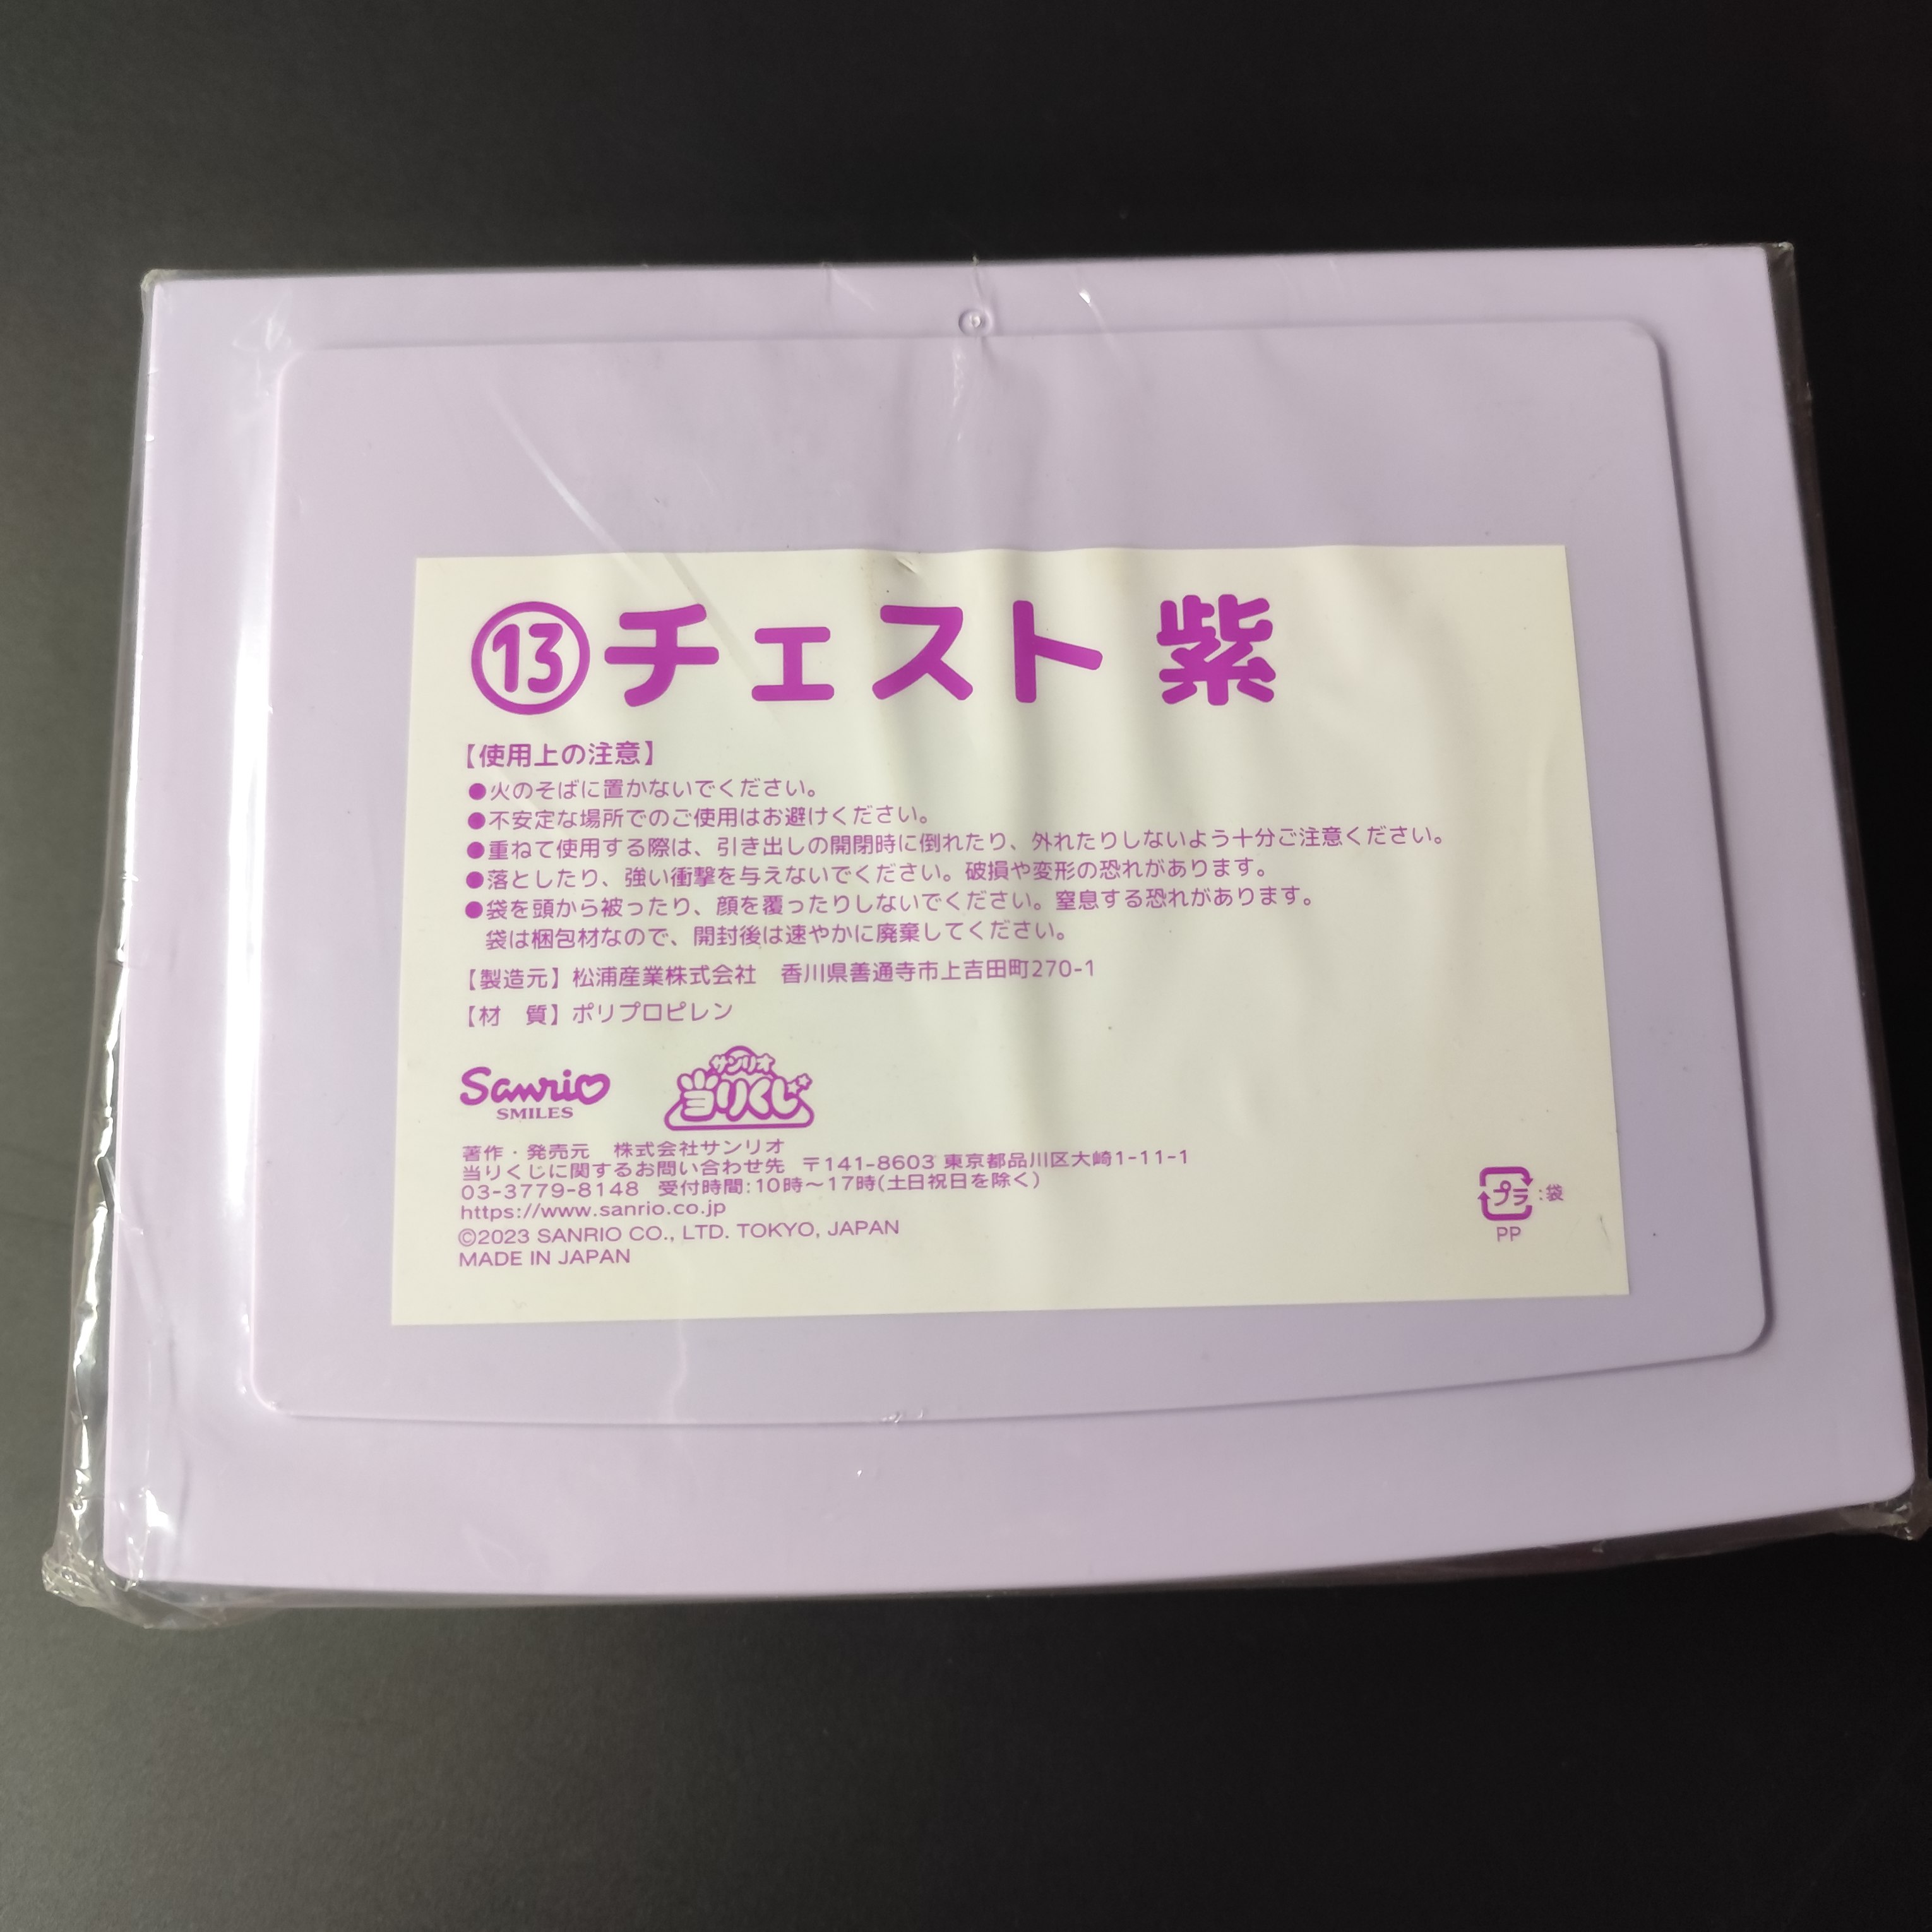 ⑬チェスト 紫
【使用上の注意】
●火のそばに置かないでください。
●不安定な場所でのご使用はお避けください。
●重ねて使用する際は、引き出しの開閉時に倒れたり、外れたりしないよう十分ご注意ください。
●落としたり、強い衝撃を与えないでください。破損や変形の恐れがあります。
●袋を頭から被ったり、顔を覆ったりしないでください。窒息する恐れがあります。
袋は梱包材なので、開封後は速やかに廃棄してください。
【製造元】松浦産業株式会社　香川県善通寺市上吉田町270-1
【材　質】ポリプロピレン
Sanrio
SMILES
サンリオ
当りくじ
著作・発売元　株式会社サンリオ
当りくじに関するお問い合わせ先　〒141-8603 東京都品川区大崎1-11-1
03-3779-8148　受付時間:10時～17時(土日祝日を除く)
https://www.sanrio.co.jp
©2023 SANRIO CO., LTD. TOKYO, JAPAN
MADE IN JAPAN
プラ:袋
PP